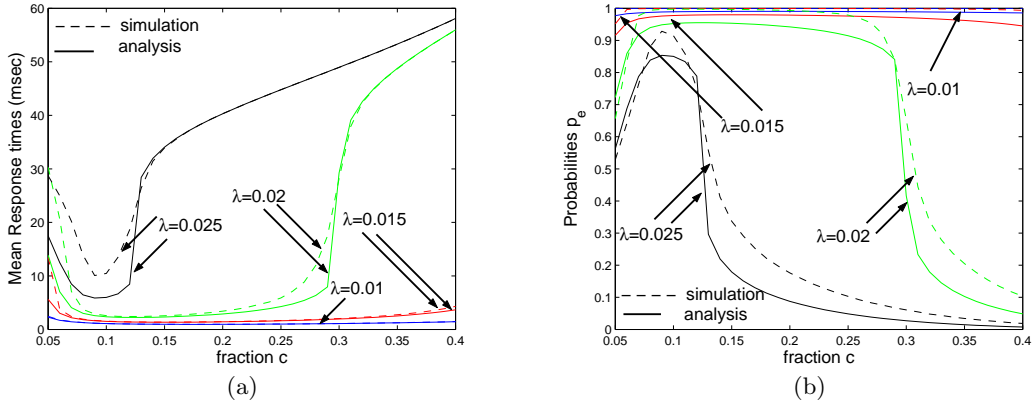 Mean Response times (msec)
60
50
40
30
20
10
0
simulation
analysis
λ=0.025
λ=0.02
λ=0.015
λ=0.01
0.05
0.1
0.15
0.2
0.25
0.3
0.35
0.4
fraction c
(a)
Probabilities p_e
1
0.9
0.8
0.7
0.6
0.5
0.4
0.3
0.2
0.1
0
λ=0.01
λ=0.015
λ=0.025
λ=0.02
simulation
analysis
0.05
0.1
0.15
0.2
0.25
0.3
0.35
0.4
fraction c
(b)